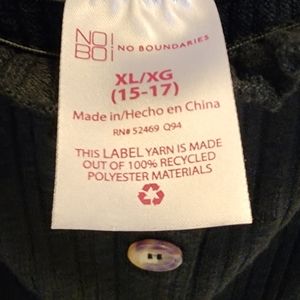 NO!
BO! NO BOUNDARIES
XL/XG
(15-17)
Made in/Hecho en China
RN# 52469 Q94
THIS LABEL YARN IS MADE
OUT OF 100% RECYCLED
POLYESTER MATERIALS